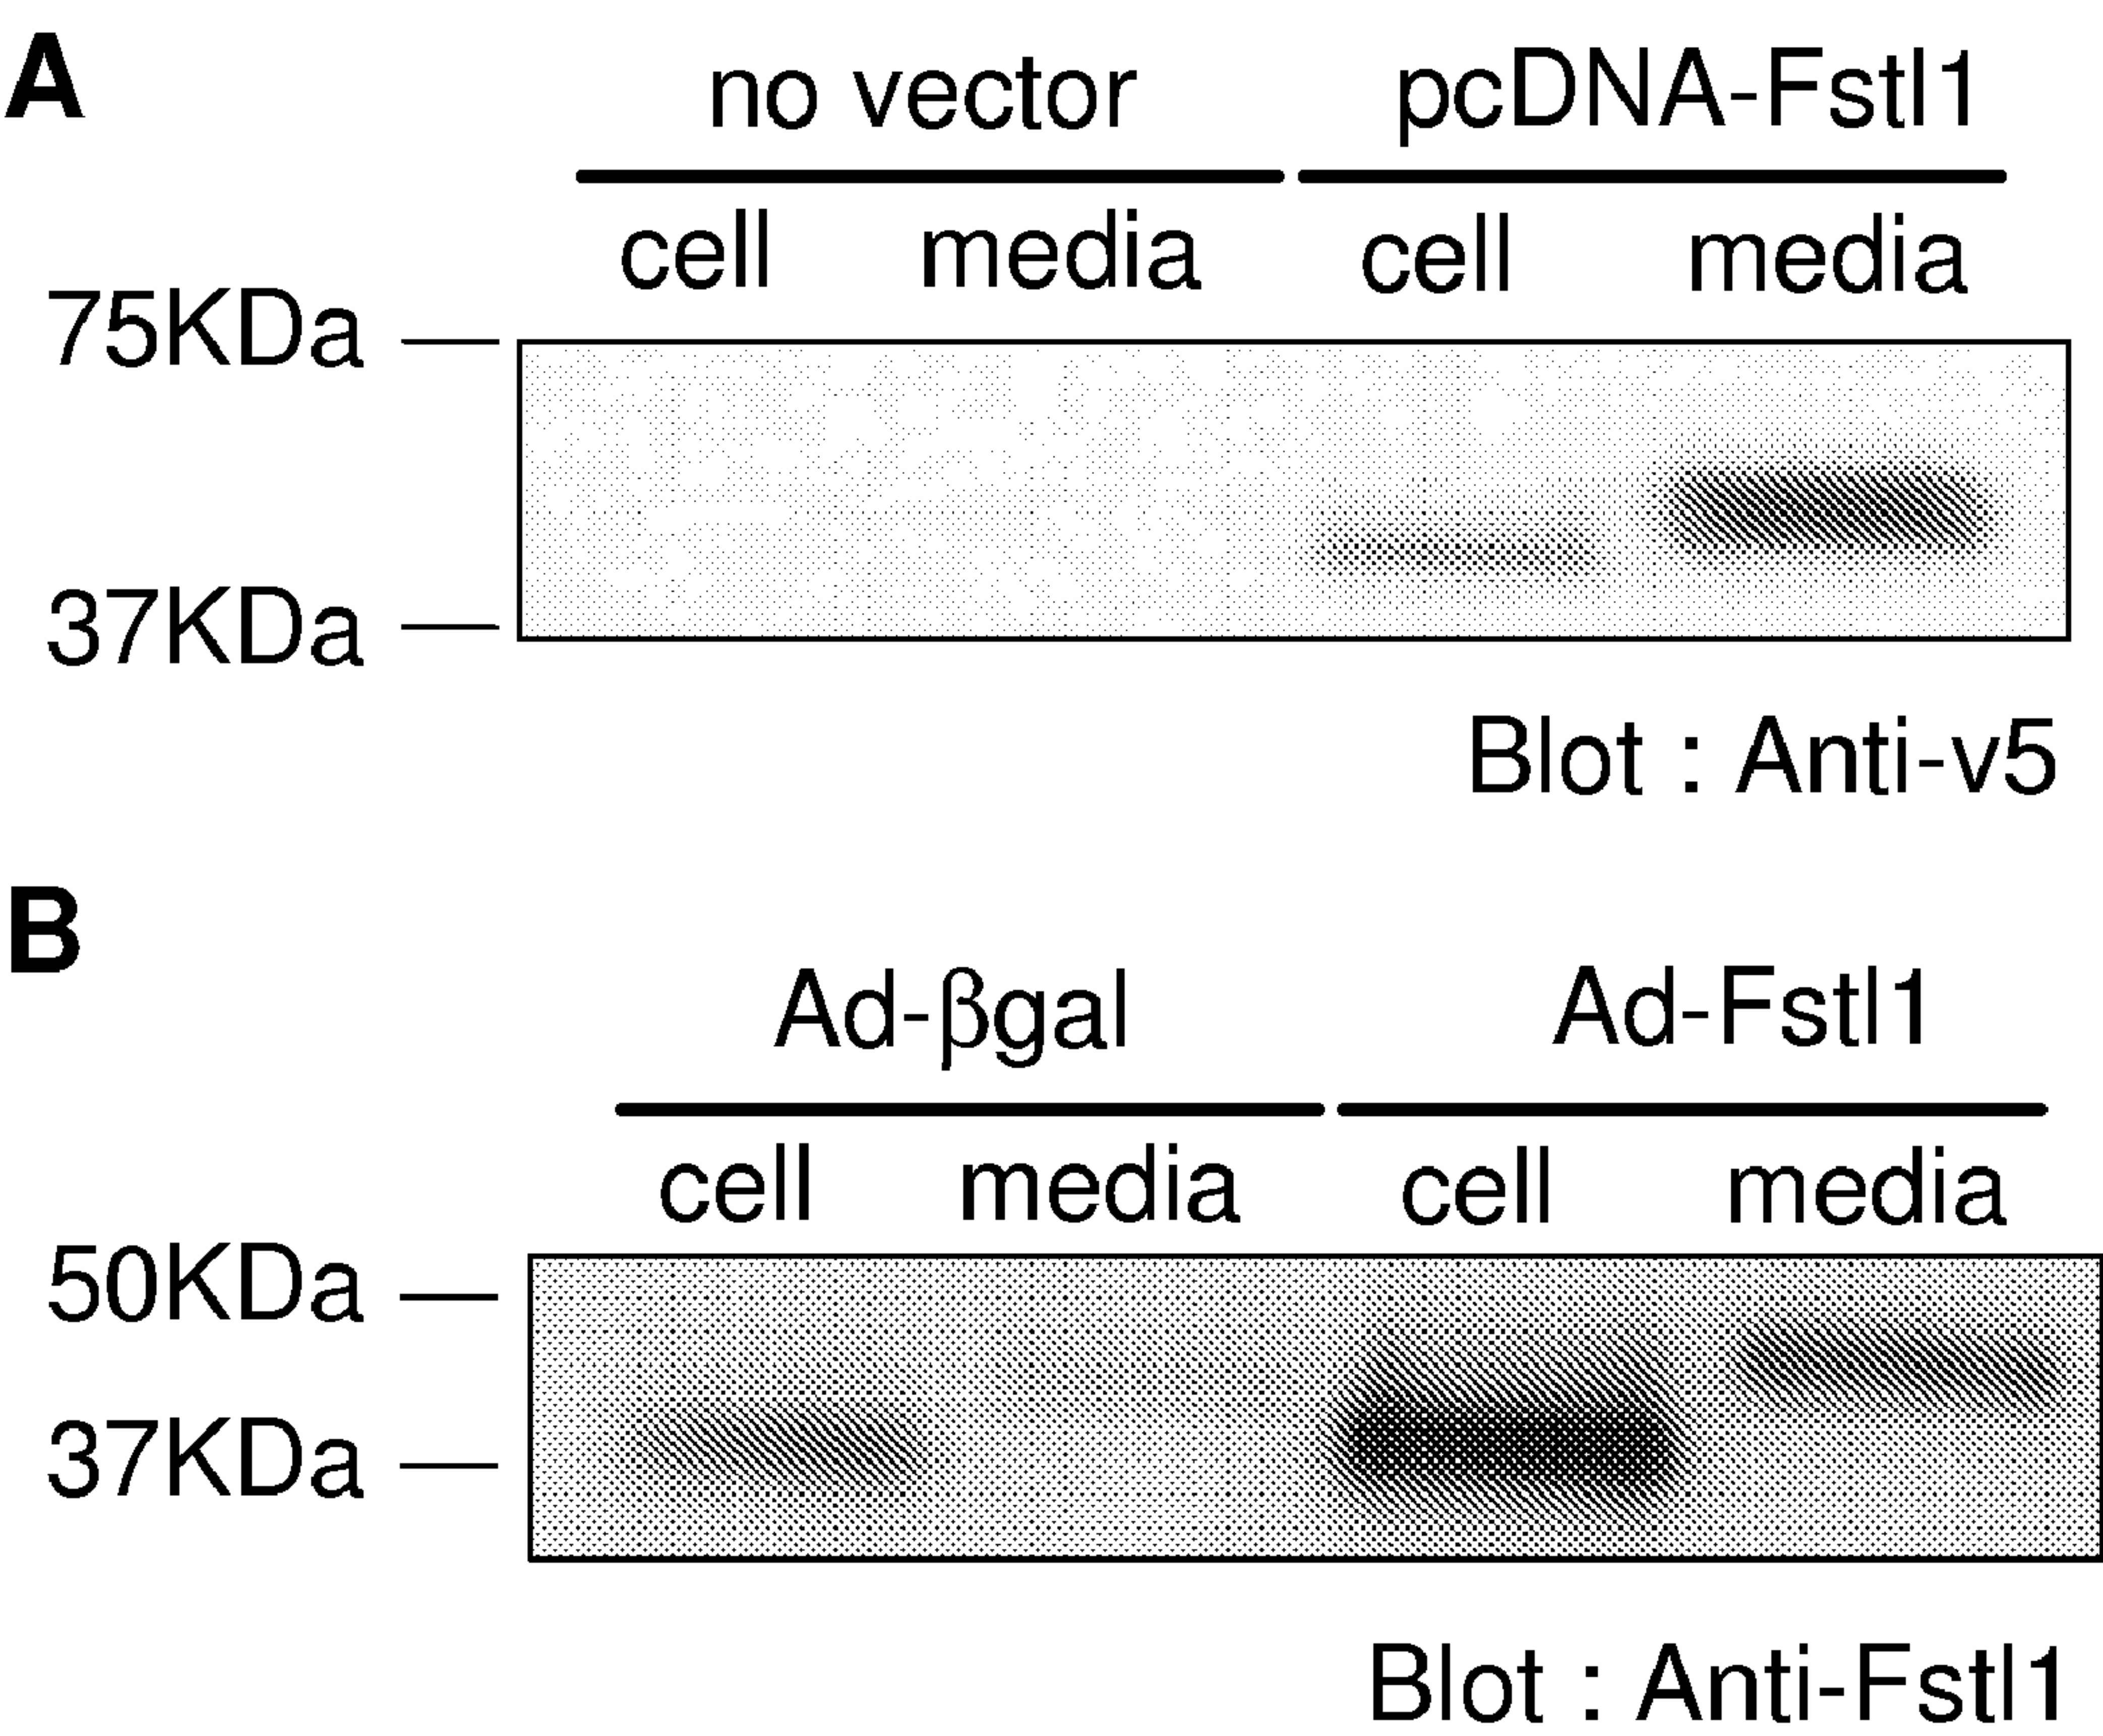 A
no vector pcDNA-Fstl1
cell media cell media
75KDa
37KDa
Blot : Anti-v5
B
Ad-βgal Ad-Fstl1
cell media cell media
50KDa
37KDa
Blot : Anti-Fstl1